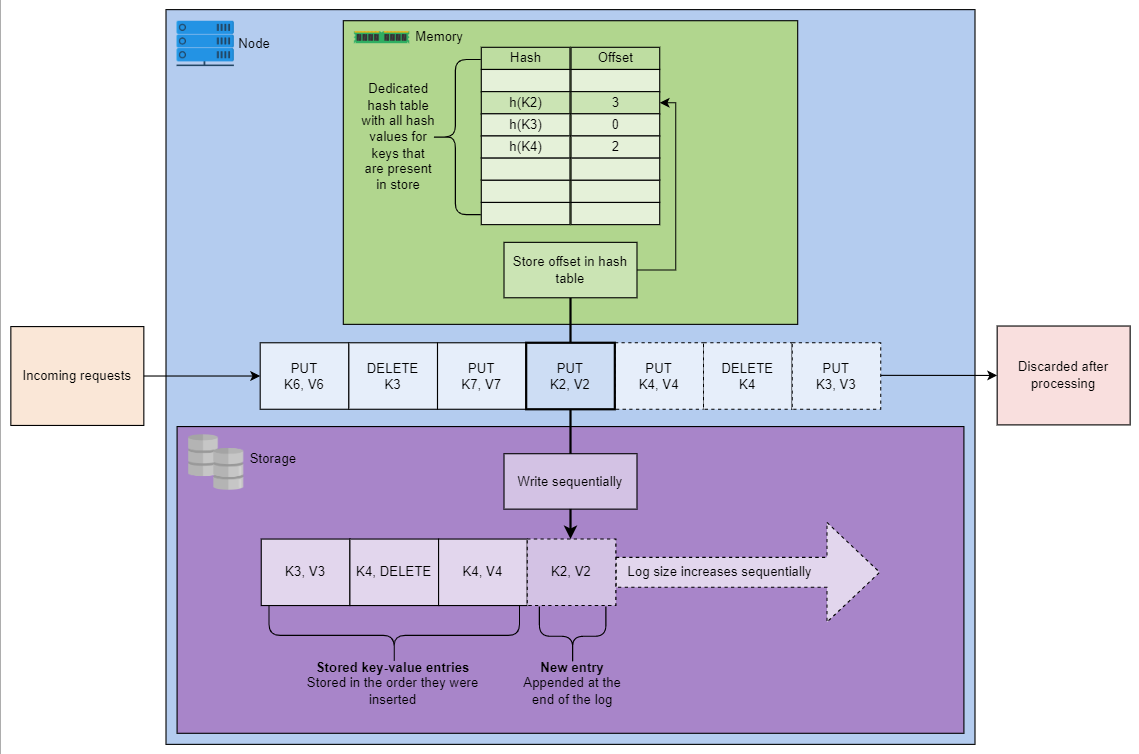 Node
Memory
Hash Offset
Dedicated
hash table
with all hash
values for
keys that
are present
in store
h(K2) 3
h(K3) 0
h(K4) 2
Store offset in hash
table
Incoming requests
PUT
K6, V6
DELETE
K3
PUT
K7, V7
PUT
K2, V2
PUT
K4, V4
DELETE
K4
PUT
K3, V3
Discarded after
processing
Storage
Write sequentially
K3, V3
K4, DELETE
K4, V4
K2, V2
Log size increases sequentially
Stored key-value entries
Stored in the order they were
inserted
New entry
Appended at the
end of the log